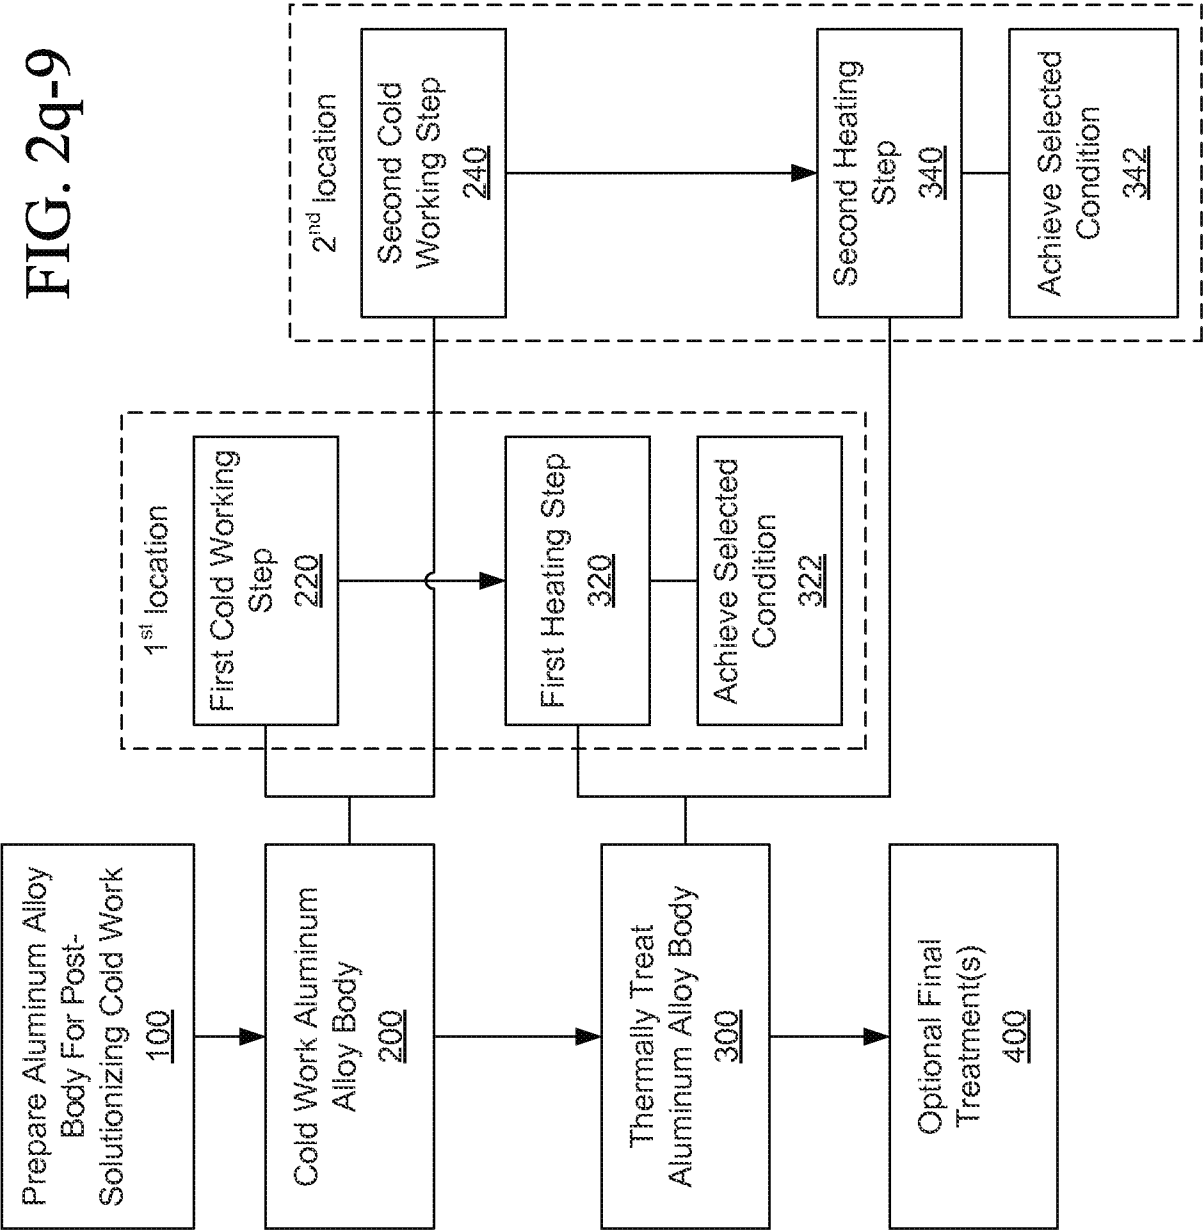 FIG. 2q-9
Prepare Aluminum Alloy
Body For Post-
Solutionizing Cold Work
100
Cold Work Aluminum
Alloy Body
200
Thermally Treat
Aluminum Alloy Body
300
Optional Final
Treatment(s)
400
1st location
First Cold Working
Step
220
First Heating Step
320
Achieve Selected
Condition
322
2nd location
Second Cold
Working Step
240
Second Heating
Step
340
Achieve Selected
Condition
342